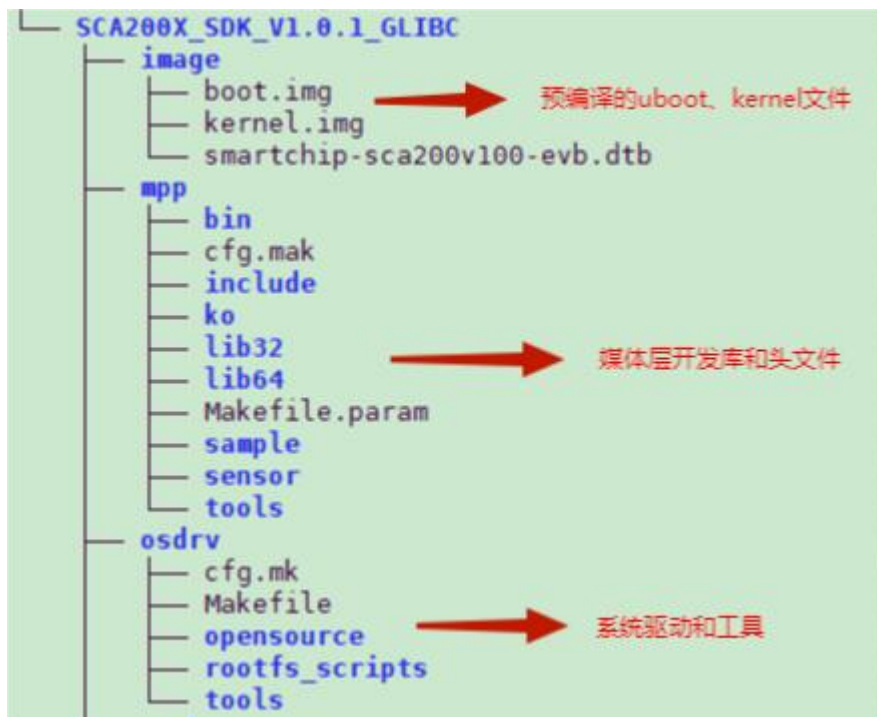 SCA200X_SDK_V1.0.1_GLIBC
image
boot.img 预编译的uboot、kernel文件
kernel.img
smartchip-sca200v100-evb.dtb
mpp
bin
cfg.mak
include
ko
lib32 媒体层开发库和头文件
lib64
Makefile.param
sample
sensor
tools
osdrv
cfg.mk
Makefile
opensource 系统驱动和工具
rootfs_scripts
tools